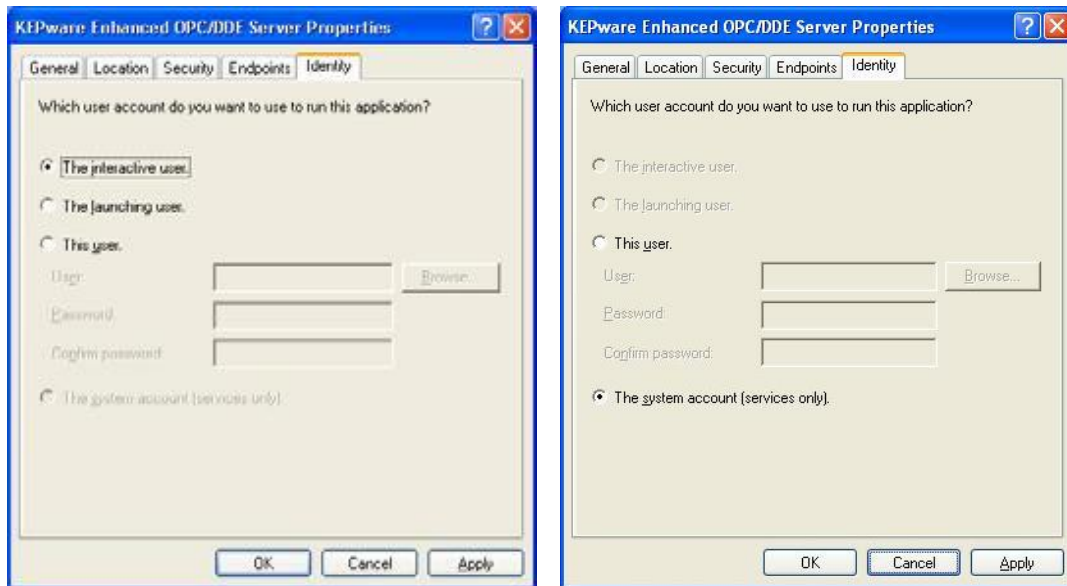 KEPware Enhanced OPC/DDE Server Properties
General Location Security Endpoints Identity
Which user account do you want to use to run this application?
The interactive user.
The launching user.
This user.
User:
Browse...
Password:
Confirm password:
The system account (services only).
OK Cancel Apply
KEPware Enhanced OPC/DDE Server Properties
General Location Security Endpoints Identity
Which user account do you want to use to run this application?
The interactive user.
The launching user.
This user.
User:
Browse...
Password:
Confirm password:
The system account (services only).
OK Cancel Apply